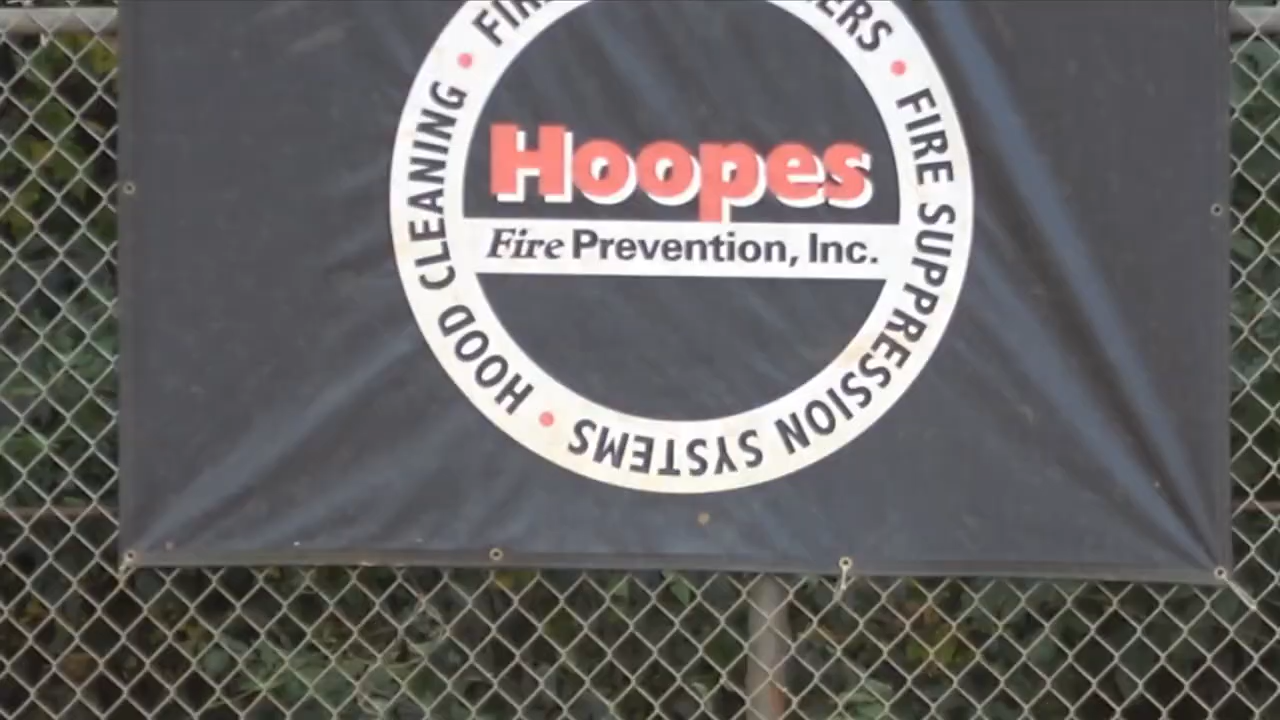 Hoopes
Fire Prevention, Inc.
FIRE SUPPRESSION SYSTEMS
HOOD CLEANING